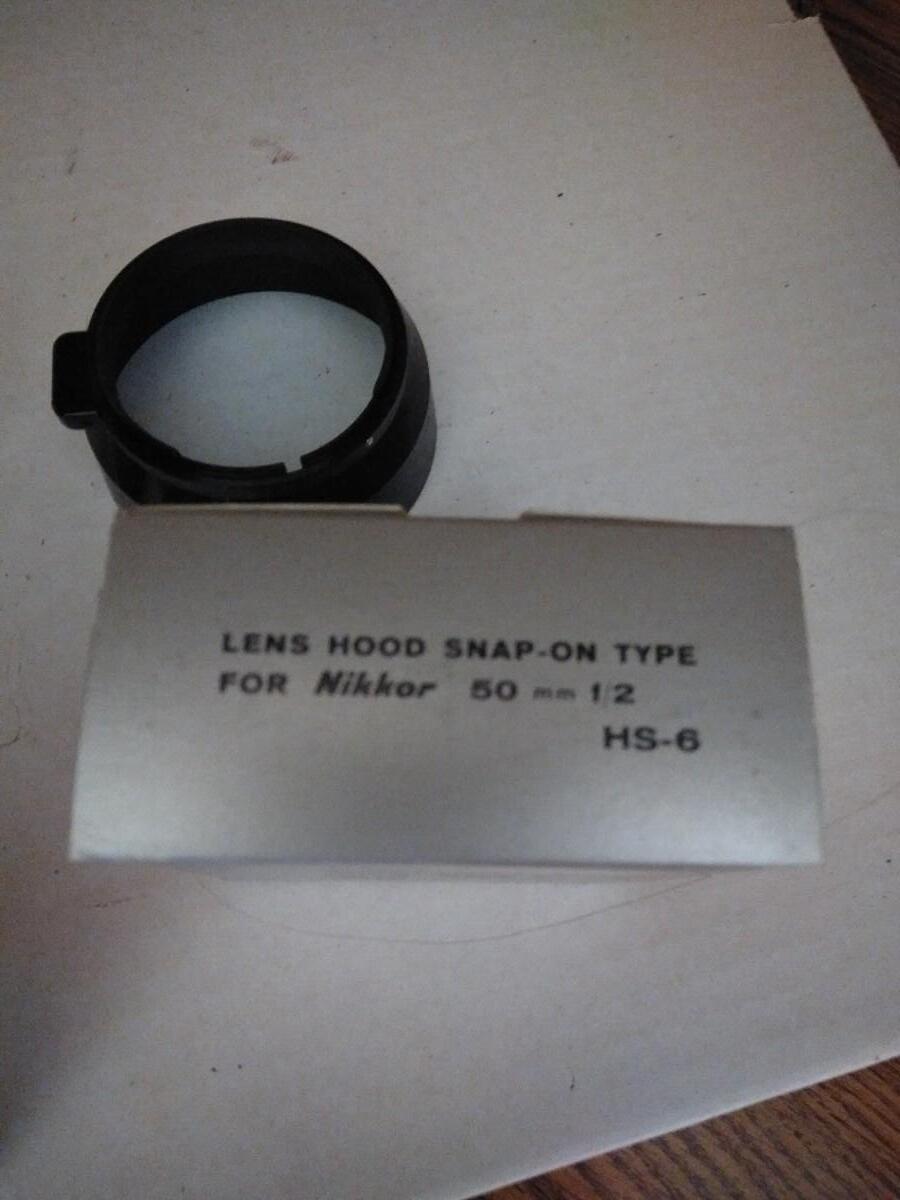 LENS HOOD SNAP-ON TYPE
FOR Nikkor 50 mm f/2
HS-6